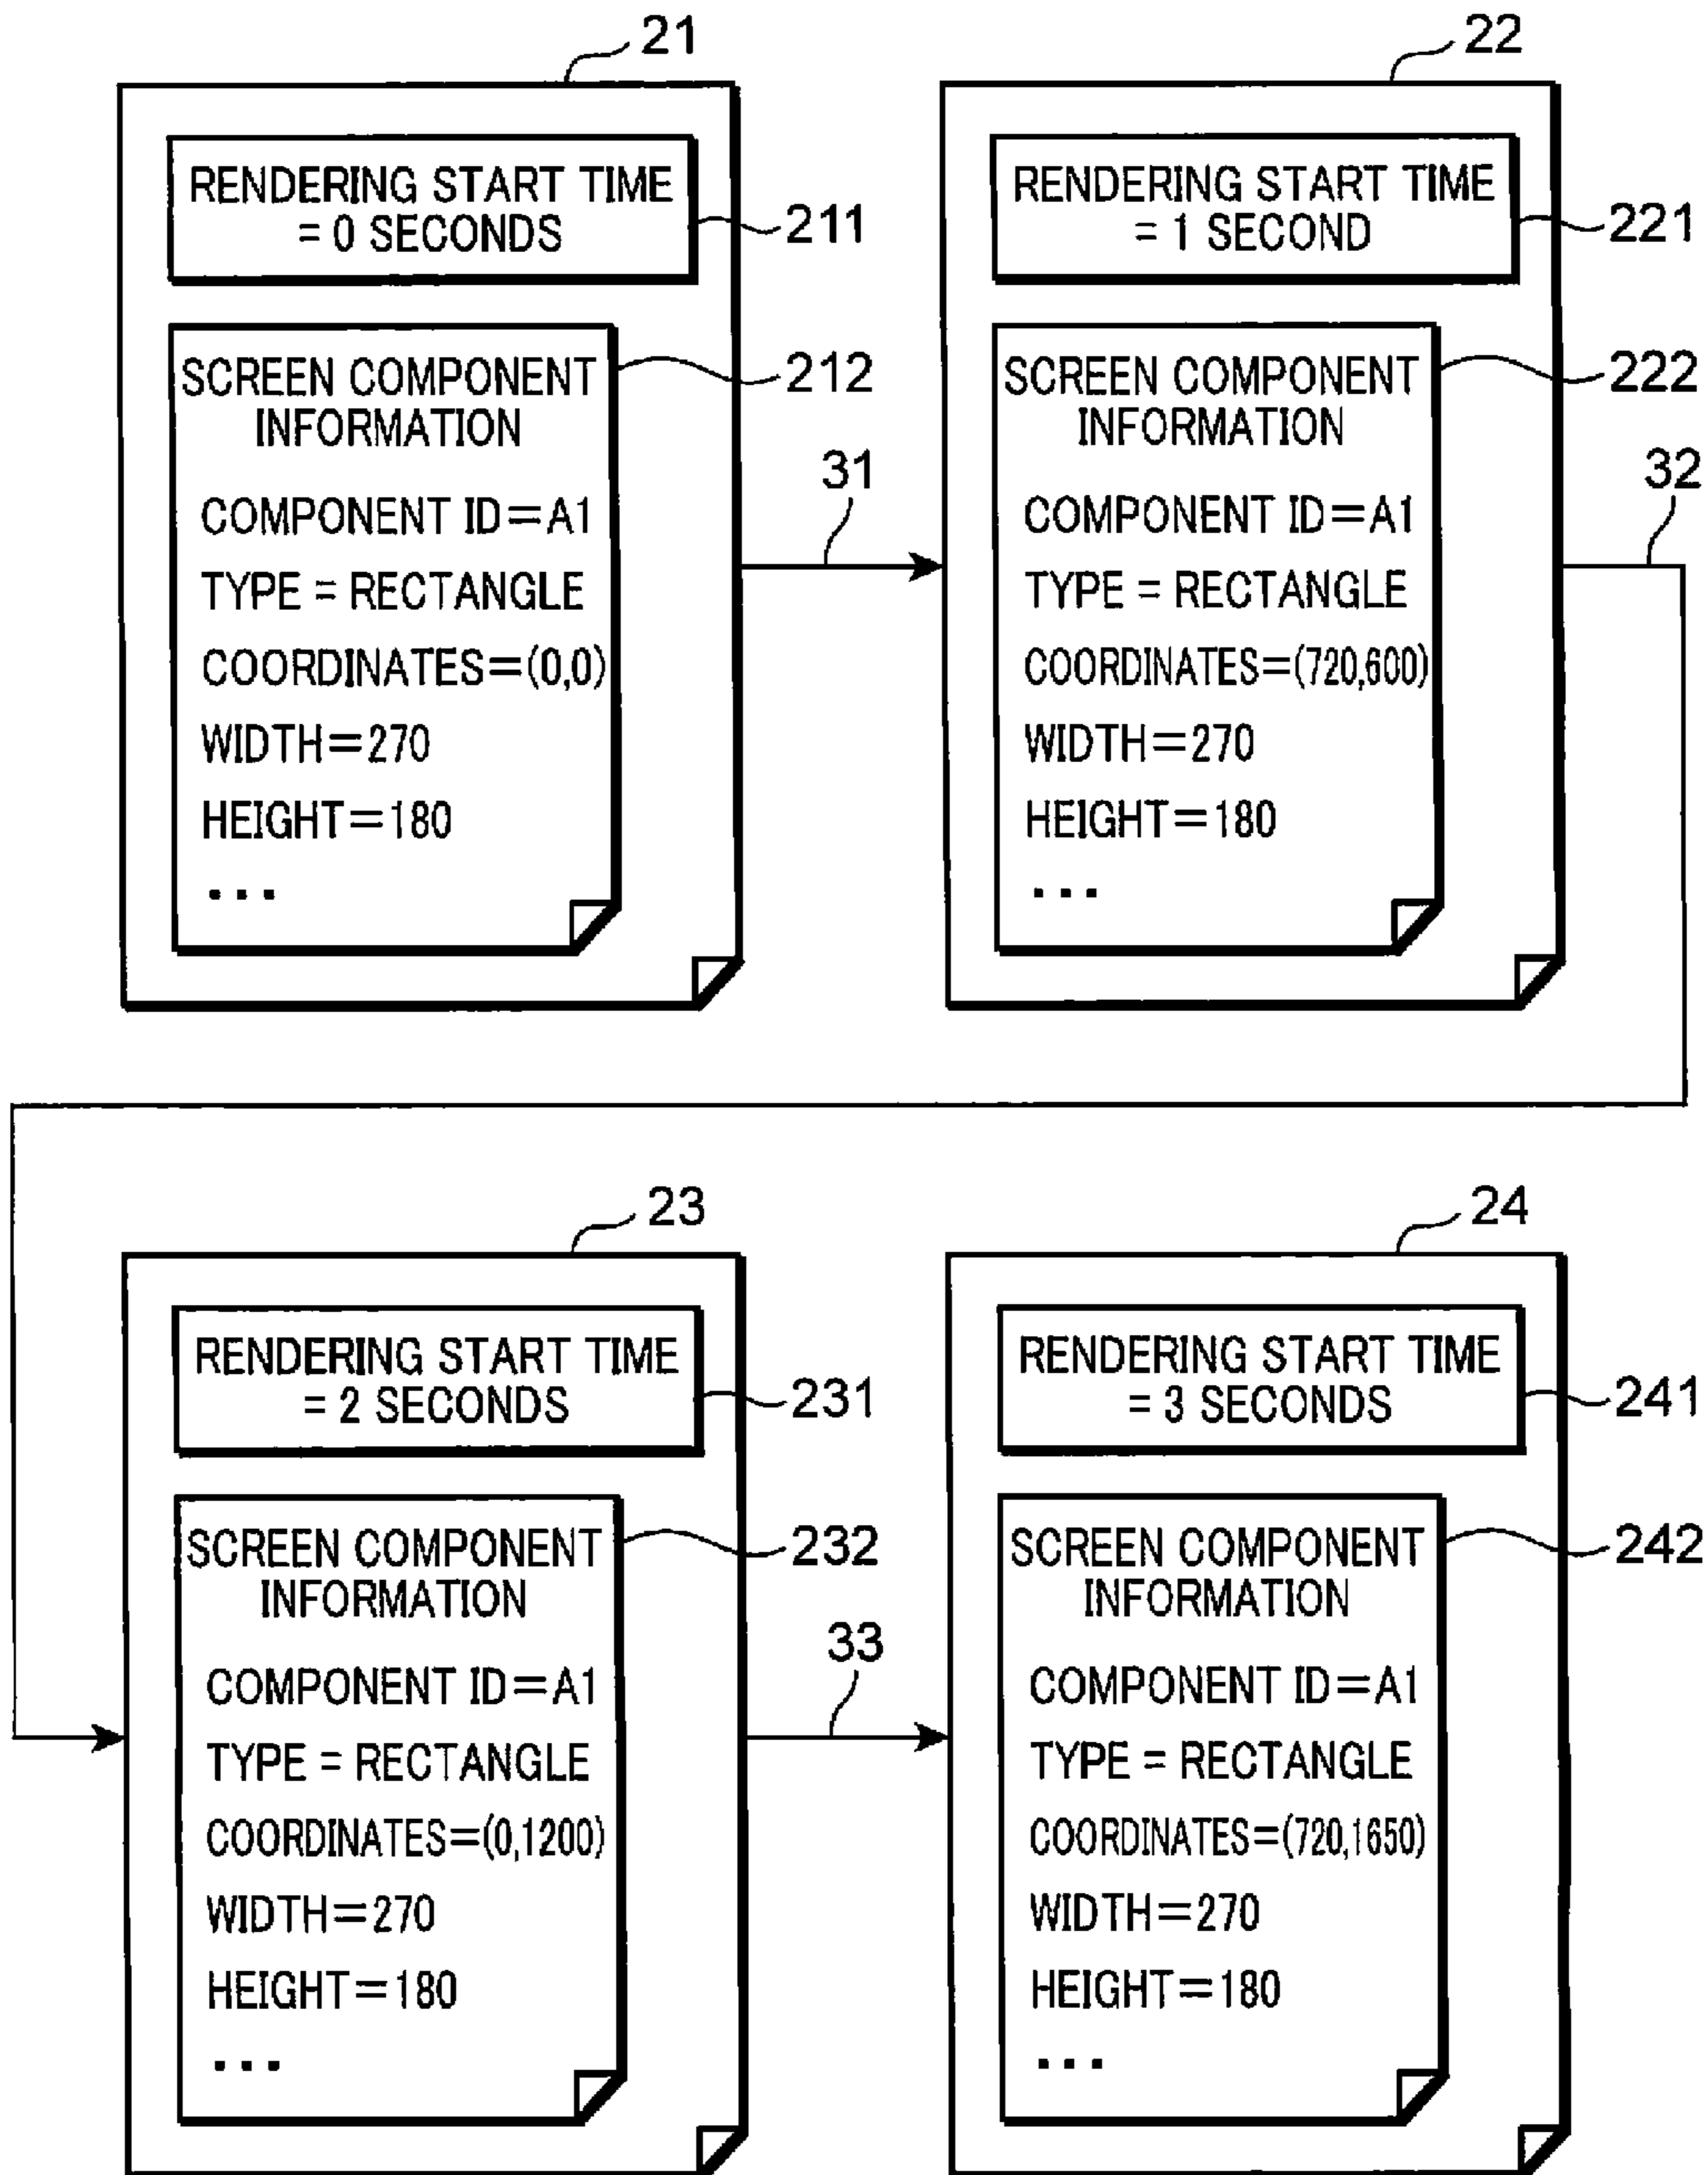 21
RENDERING START TIME
= 0 SECONDS
211
SCREEN COMPONENT
INFORMATION
212
COMPONENT ID=A1
TYPE = RECTANGLE
COORDINATES=(0,0)
WIDTH=270
HEIGHT=180
...
31
22
RENDERING START TIME
= 1 SECOND
221
SCREEN COMPONENT
INFORMATION
222
COMPONENT ID=A1
TYPE = RECTANGLE
COORDINATES=(720,600)
WIDTH=270
HEIGHT=180
...
32
23
RENDERING START TIME
= 2 SECONDS
231
SCREEN COMPONENT
INFORMATION
232
COMPONENT ID=A1
TYPE = RECTANGLE
COORDINATES=(0,1200)
WIDTH=270
HEIGHT=180
...
33
24
RENDERING START TIME
= 3 SECONDS
241
SCREEN COMPONENT
INFORMATION
242
COMPONENT ID=A1
TYPE = RECTANGLE
COORDINATES=(720,1650)
WIDTH=270
HEIGHT=180
...